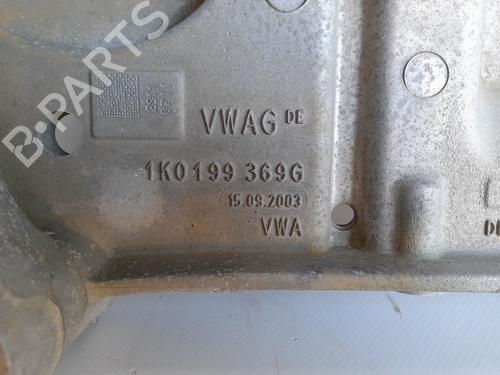 B-PARTS
VWAG DE
1K0 199 369G
15.09.2003
VWA